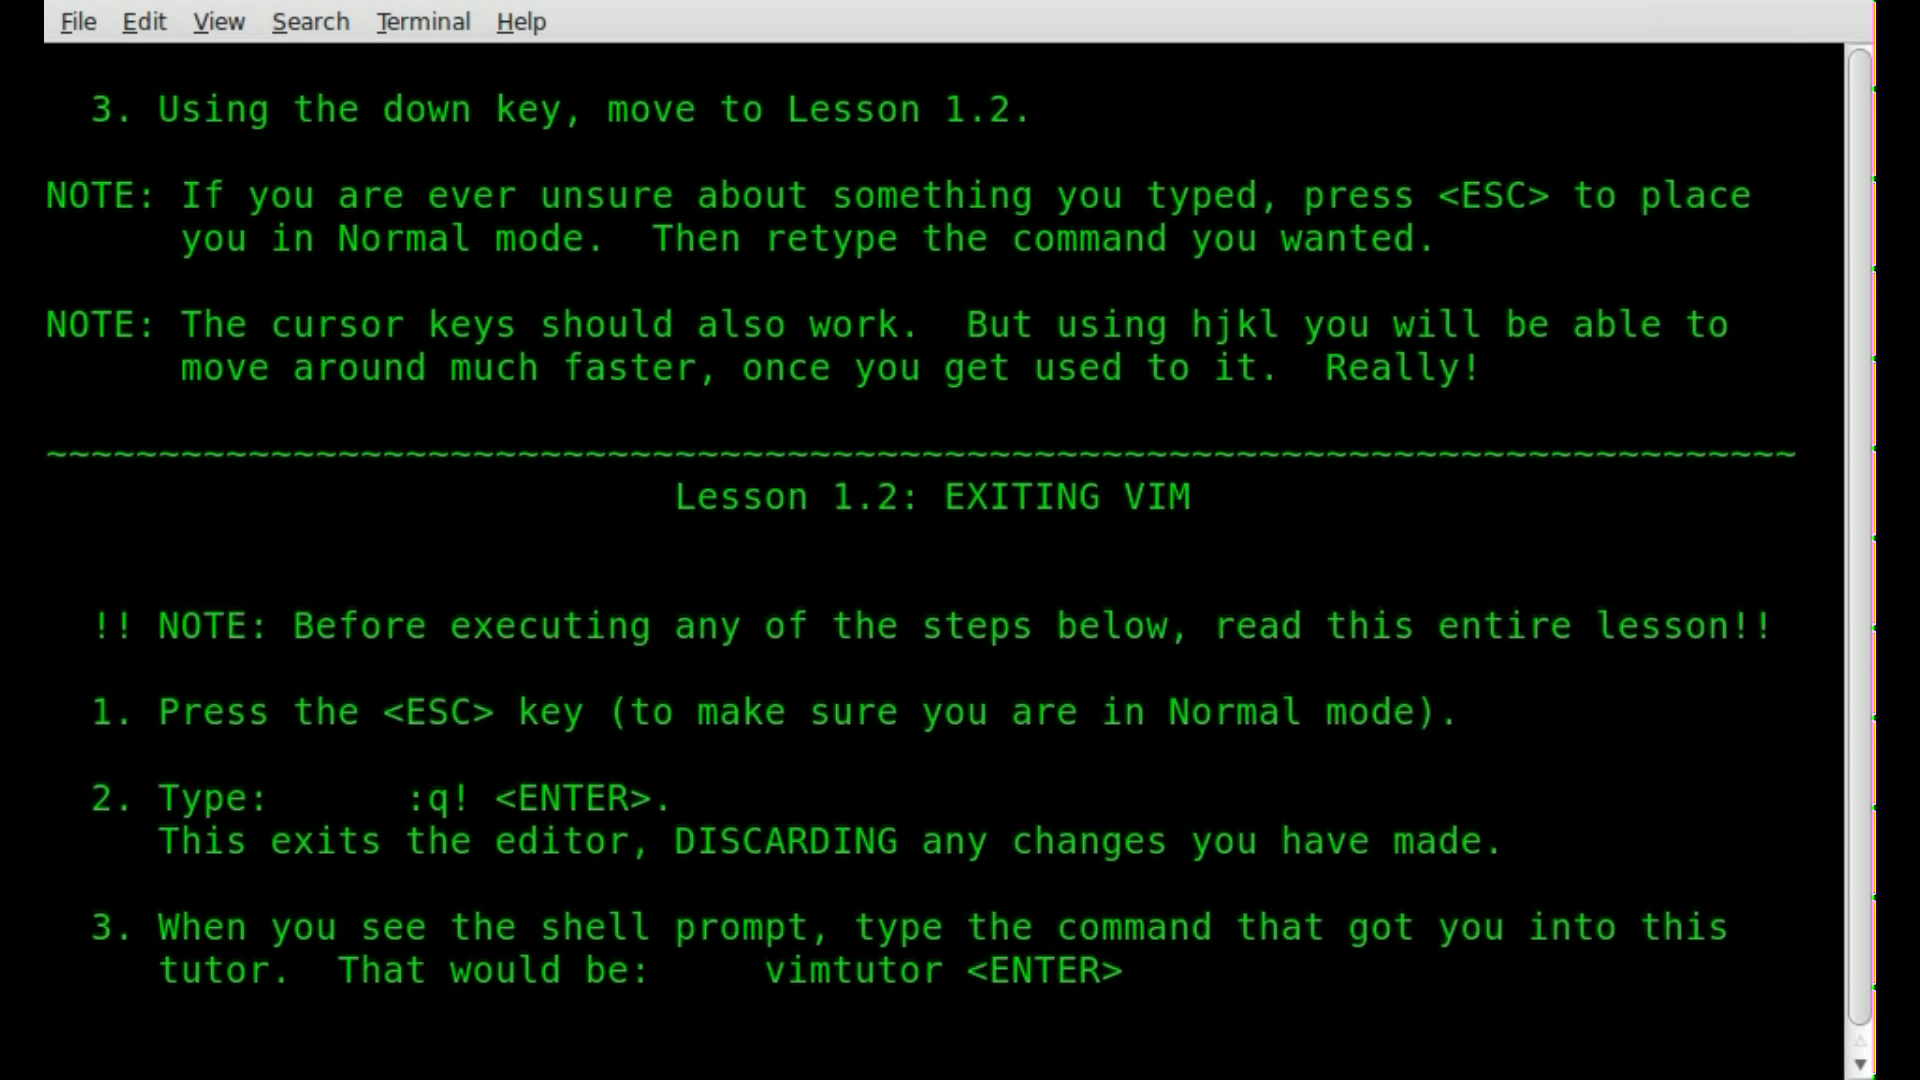 File Edit View Search Terminal Help
3. Using the down key, move to Lesson 1.2.
NOTE: If you are ever unsure about something you typed, press <ESC> to place
you in Normal mode.  Then retype the command you wanted.
NOTE: The cursor keys should also work.  But using hjkl you will be able to
move around much faster, once you get used to it.  Really!
~~~~~~~~~~~~~~~~~~~~~~~~~~~~~~~~~~~~~~~~~~~~~~~~~~~~~~~~~~~~~~~~~~~~~~~~~~~~~~
Lesson 1.2: EXITING VIM
!! NOTE: Before executing any of the steps below, read this entire lesson!!
1. Press the <ESC> key (to make sure you are in Normal mode).
2. Type:      :q! <ENTER>.
This exits the editor, DISCARDING any changes you have made.
3. When you see the shell prompt, type the command that got you into this
tutor.  That would be:     vimtutor <ENTER>